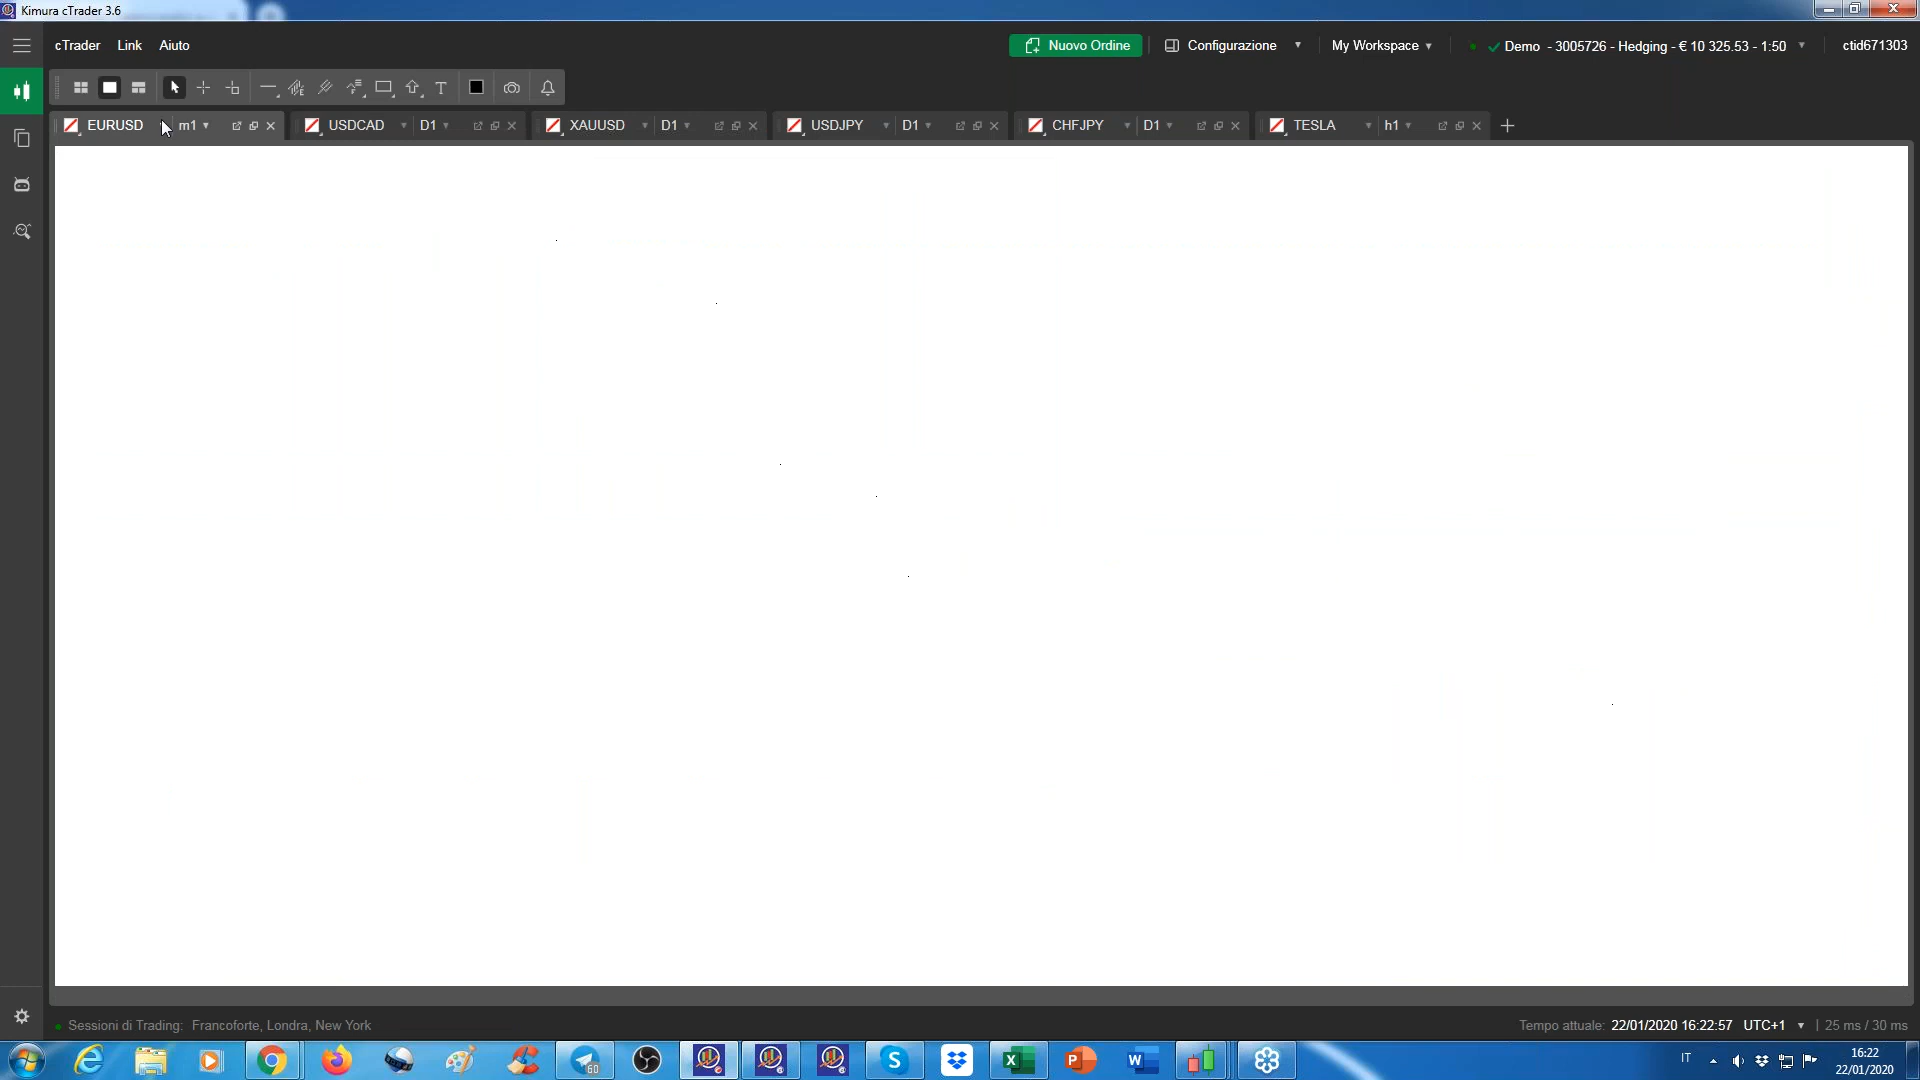 Kimura cTrader 3.6
cTrader Link Aiuto
Nuovo Ordine Configurazione My Workspace Demo - 3005726 - Hedging - € 10 325.53 - 1:50 ctid671303
T
EURUSD m1 USDCAD D1 XAUUSD D1 USDJPY D1 CHFJPY D1 TESLA h1
Sessioni di Trading: Francoforte, Londra, New York
Tempo attuale: 22/01/2020 16:22:57 UTC+1 25 ms / 30 ms
60
IT
16:22
22/01/2020